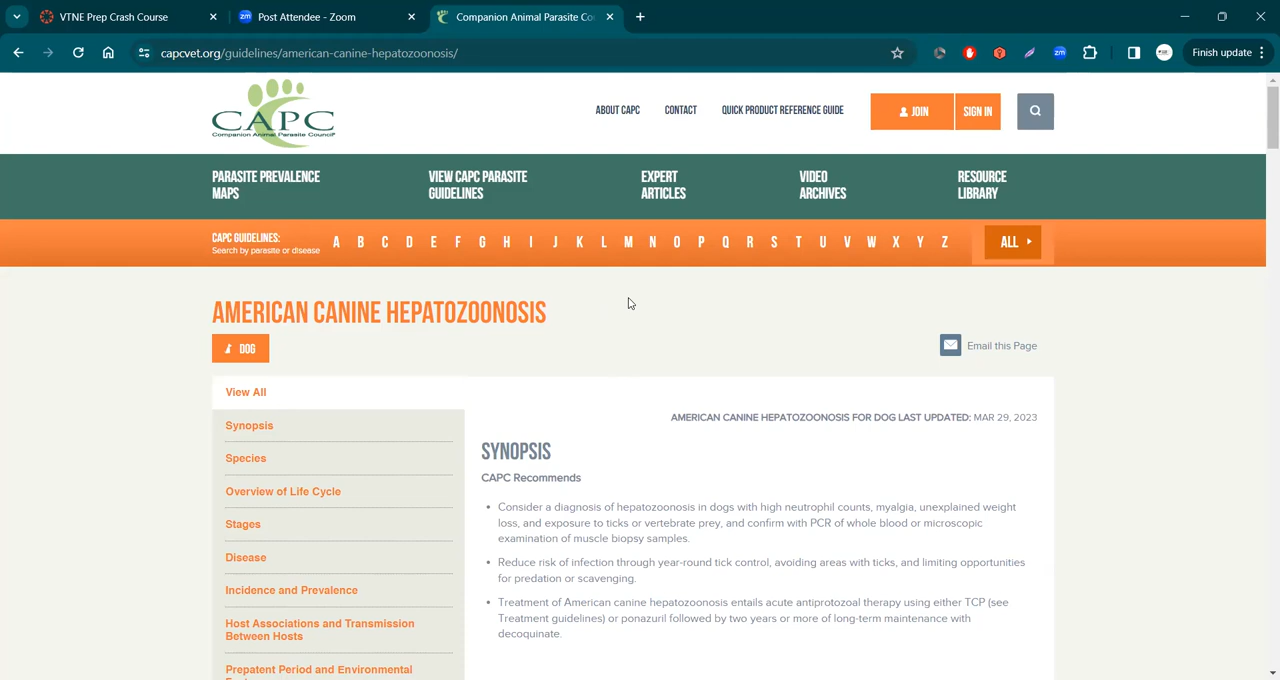 VTNE Prep Crash Course
Post Attendee - Zoom
Companion Animal Parasite Co
capcvet.org/guidelines/american-canine-hepatozoonosis/
zm
Finish update
CAPC
Companion Animal Parasite Council
ABOUT CAPC
CONTACT
QUICK PRODUCT REFERENCE GUIDE
JOIN
SIGN IN
PARASITE PREVALENCE
MAPS
VIEW CAPC PARASITE
GUIDELINES
EXPERT
ARTICLES
VIDEO
ARCHIVES
RESOURCE
LIBRARY
CAPC GUIDELINES:
Search by parasite or disease
A B C D E F G H I J K L M N O P Q R S T U V W X Y Z
ALL
AMERICAN CANINE HEPATOZOONOSIS
DOG
Email this Page
View All
Synopsis
Species
Overview of Life Cycle
Stages
Disease
Incidence and Prevalence
Host Associations and Transmission
Between Hosts
Prepatent Period and Environmental
AMERICAN CANINE HEPATOZOONOSIS FOR DOG LAST UPDATED: MAR 29, 2023
SYNOPSIS
CAPC Recommends
• Consider a diagnosis of hepatozoonosis in dogs with high neutrophil counts, myalgia, unexplained weight
loss, and exposure to ticks or vertebrate prey, and confirm with PCR of whole blood or microscopic
examination of muscle biopsy samples.
• Reduce risk of infection through year-round tick control, avoiding areas with ticks, and limiting opportunities
for predation or scavenging.
• Treatment of American canine hepatozoonosis entails acute antiprotozoal therapy using either TCP (see
Treatment guidelines) or ponazuril followed by two years or more of long-term maintenance with
decoquinate.